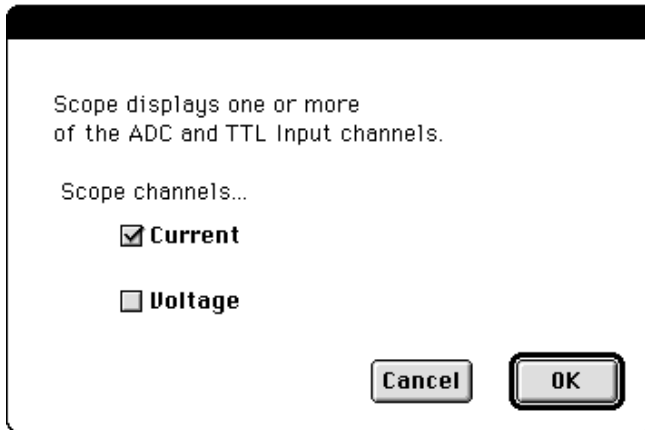 Scope displays one or more
of the ADC and TTL Input channels.
Scope channels...
Current
Voltage
Cancel OK